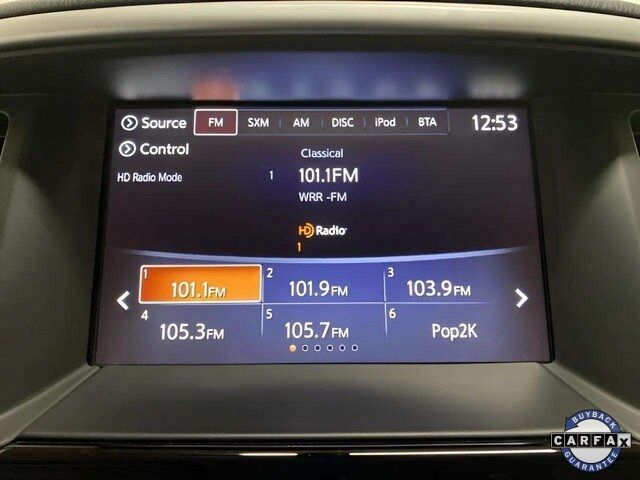 Source FM SXM AM DISC iPod BTA 12:53
Control
Classical
HD Radio Mode 1 101.1FM
WRR -FM
HD Radio
1
1 101.1FM 2 101.9FM 3 103.9FM
4 105.3FM 5 105.7FM 6 Pop2K
BUYBACK
CARFAX
GUARANTEE